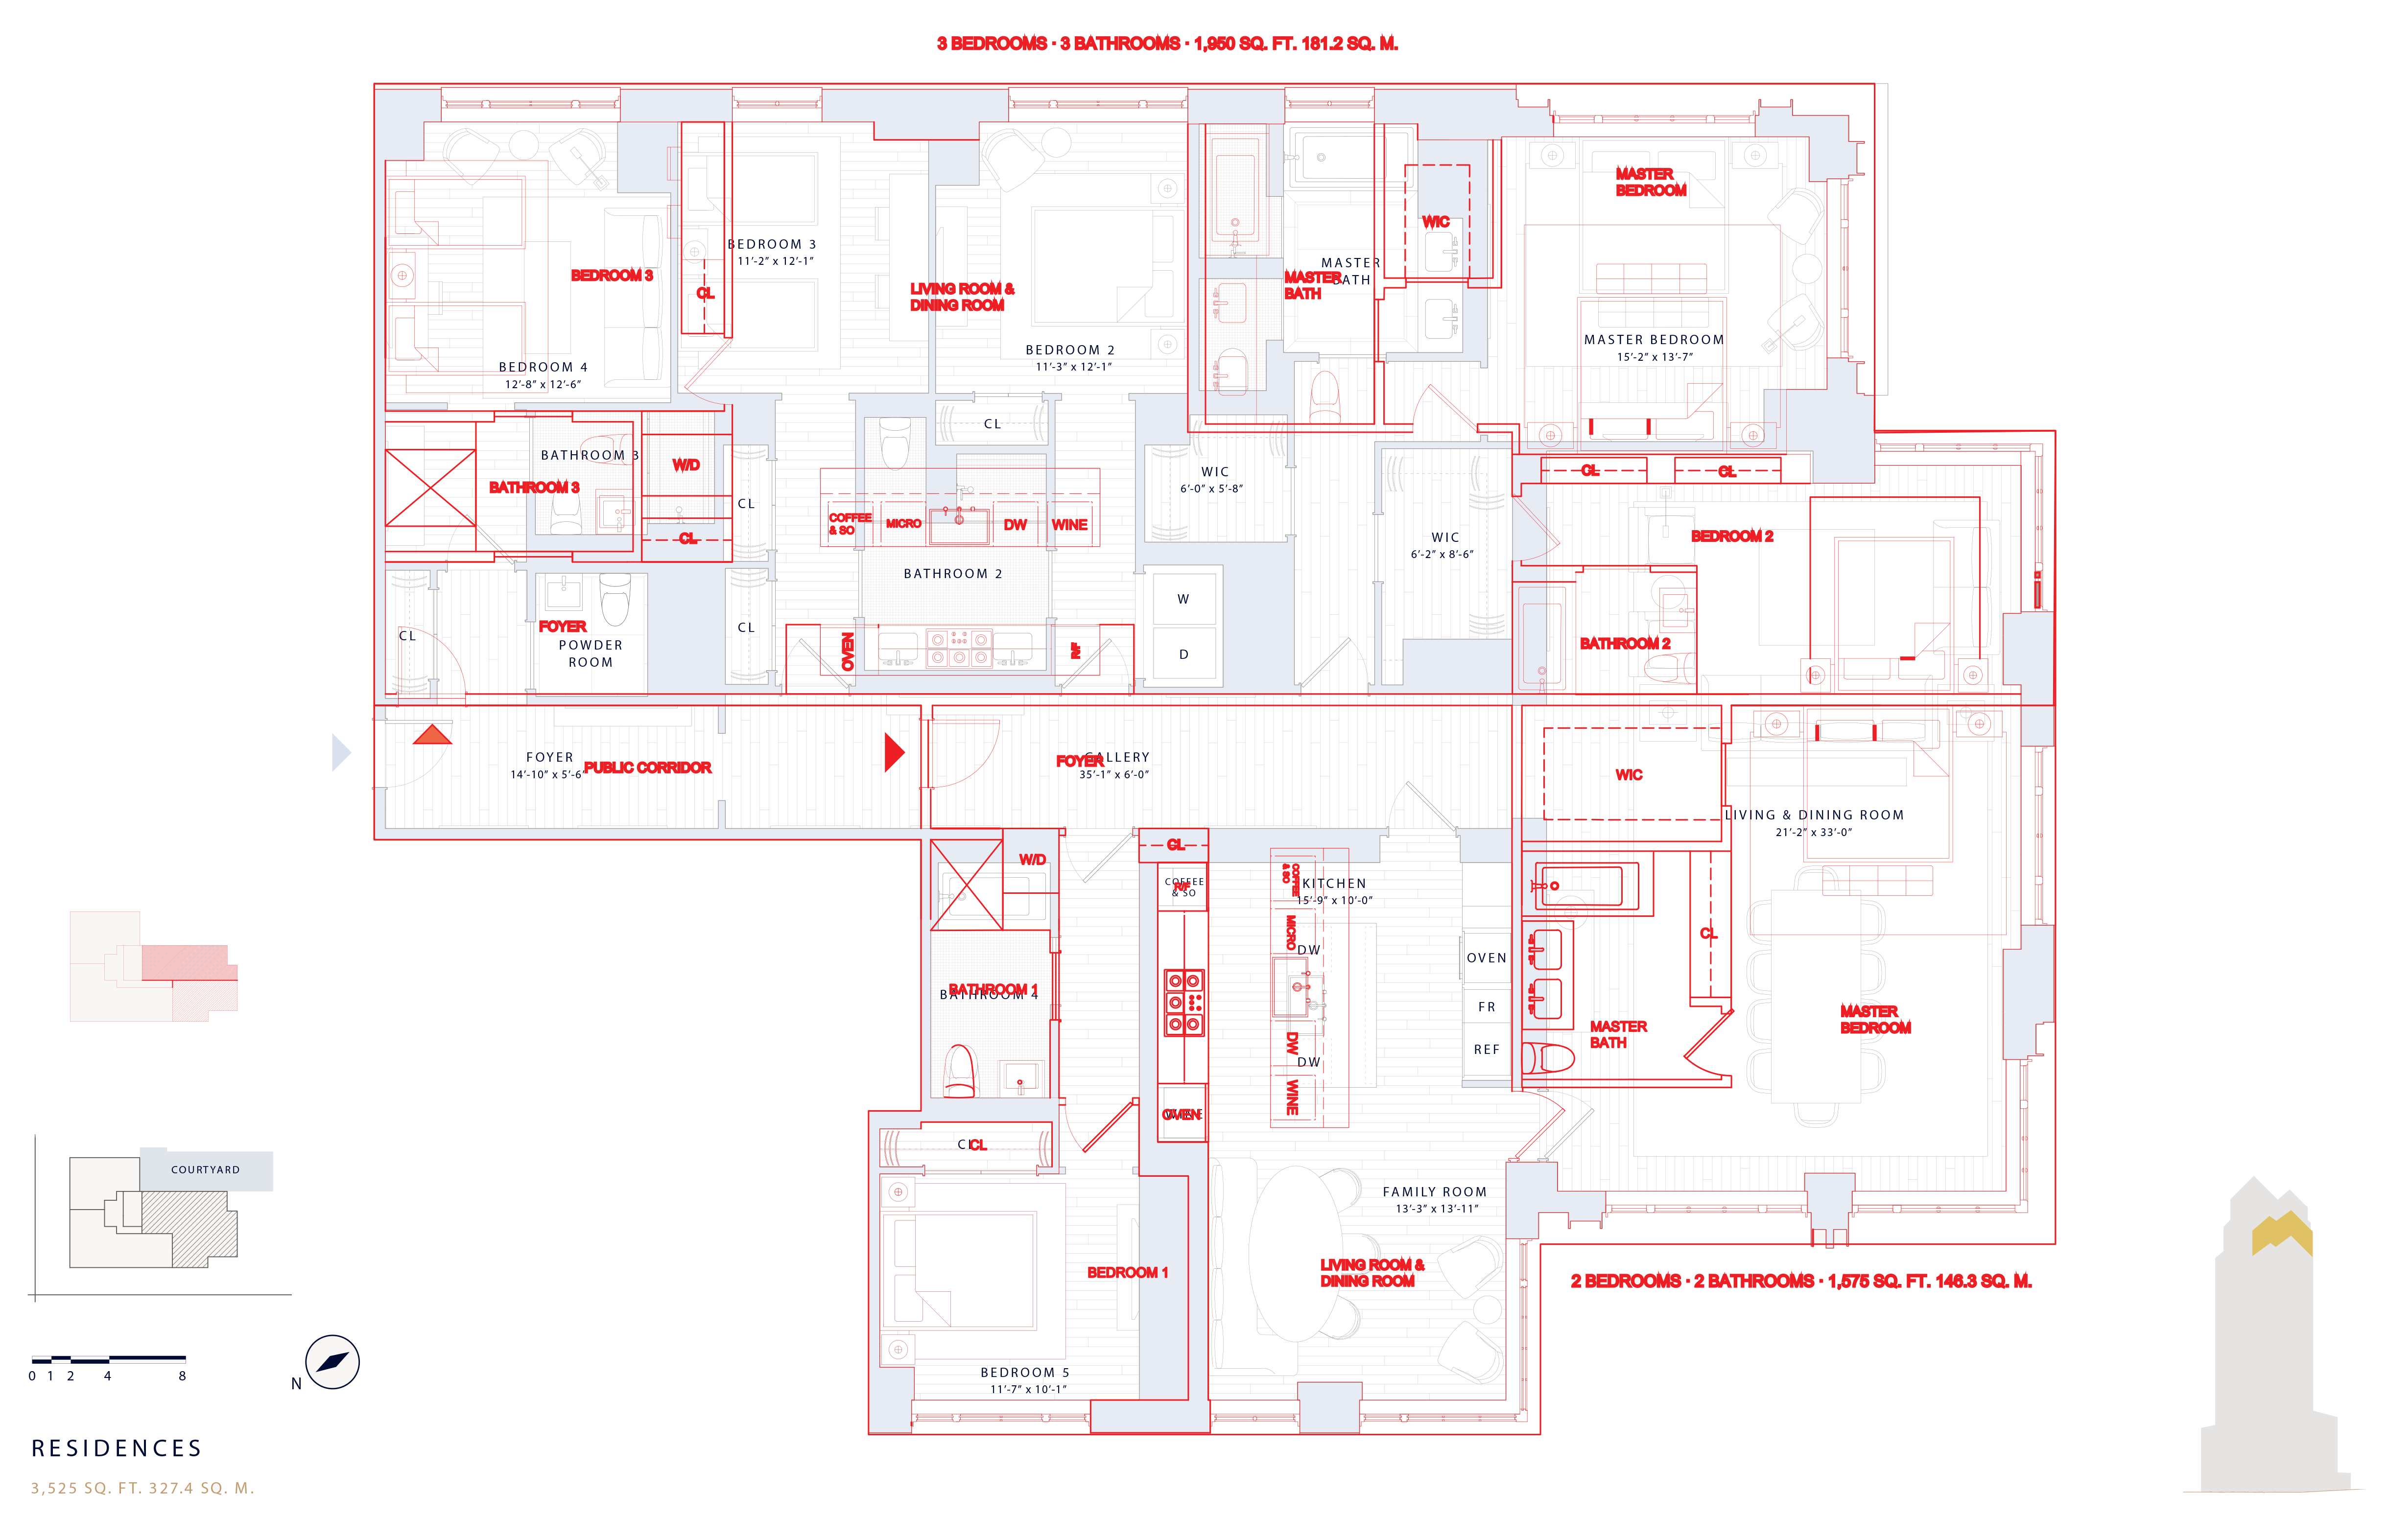 3 BEDROOMS · 3 BATHROOMS · 1,950 SQ. FT. 181.2 SQ. M.
MASTER
BEDROOM
WIC
BEDROOM 3
11'-2" x 12'-1"
BEDROOM 3
CL
LIVING ROOM &
DINING ROOM
MASTER
BATH
MASTER
BATH
BEDROOM 2
11'-3" x 12'-1"
MASTER BEDROOM
15'-2" x 13'-7"
BEDROOM 4
12'-8" x 12'-6"
CL
BATHROOM 3
W/D
WIC
6'-0" x 5'-8"
CL
CL
BATHROOM 3
CL
COFFEE
& SO
MICRO
DW
WINE
CL
WIC
6'-2" x 8'-6"
BEDROOM 2
BATHROOM 2
W
CL
FOYER
POWDER
ROOM
CL
OVEN
R/F
D
BATHROOM 2
FOYER
14'-10" x 5'-6"
PUBLIC CORRIDOR
FOYER
GALLERY
35'-1" x 6'-0"
WIC
LIVING & DINING ROOM
21'-2" x 33'-0"
W/D
CL
COFFEE
& SO
R/F
COFFEE
& SO
KITCHEN
15'-9" x 10'-0"
MICRO
DW
OVEN
CL
BATHROOM 1
BATHROOM 4
FR
MASTER
BEDROOM
MASTER
BATH
DW
DW
REF
WINE
OVEN
CL
CL
COURTYARD
FAMILY ROOM
13'-3" x 13'-11"
BEDROOM 1
LIVING ROOM &
DINING ROOM
2 BEDROOMS · 2 BATHROOMS · 1,575 SQ. FT. 146.3 SQ. M.
BEDROOM 5
11'-7" x 10'-1"
0 1 2 4 8
N
RESIDENCES
3,525 SQ. FT. 327.4 SQ. M.